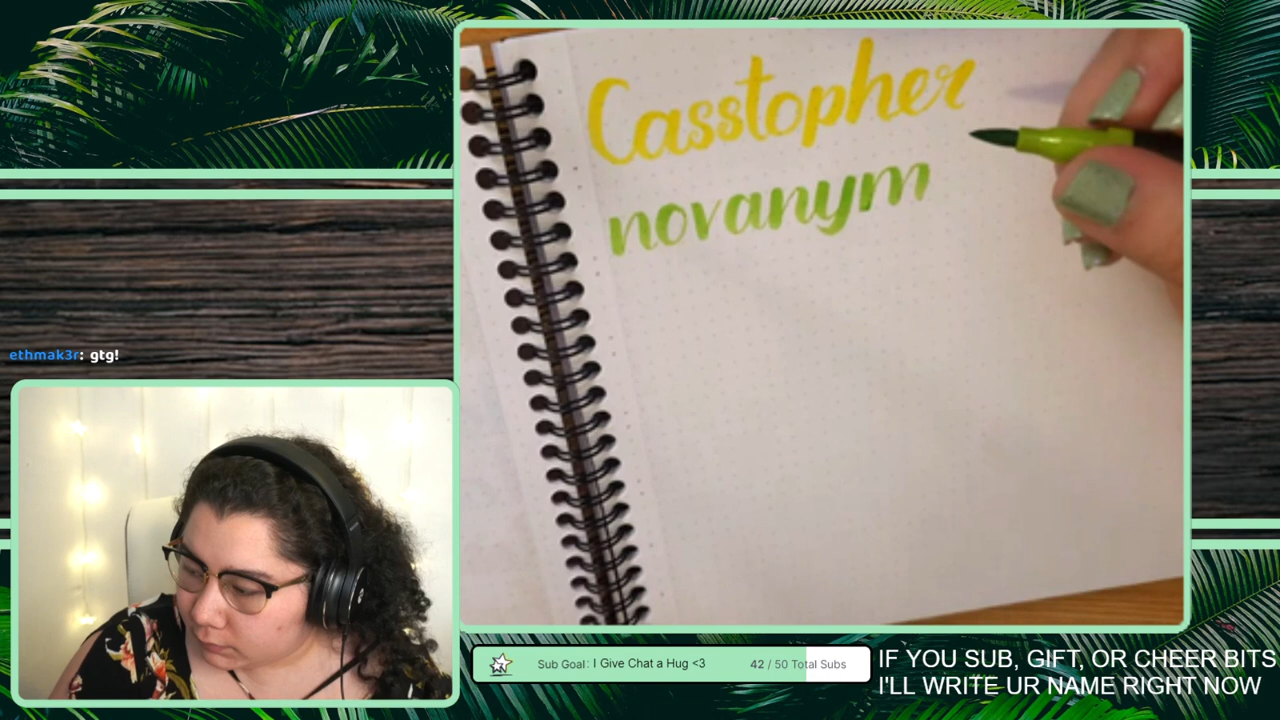 Casstopher
novanym
ethmak3r: gtg!
Sub Goal: I Give Chat a Hug <3 42 / 50 Total Subs
IF YOU SUB, GIFT, OR CHEER BITS
I'LL WRITE UR NAME RIGHT NOW